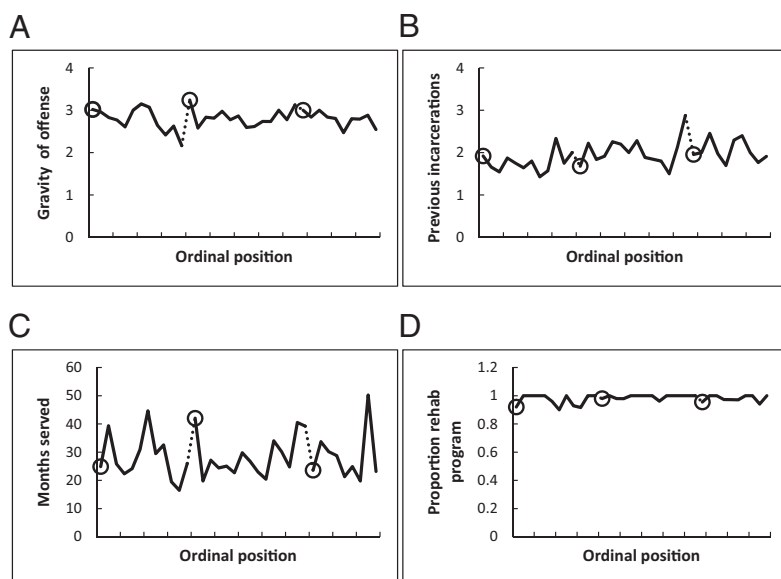 A
4
3
2
1
0
Gravity of offense
Ordinal position
B
4
3
2
1
0
Previous incarcerations
Ordinal position
C
60
50
40
30
20
10
0
Months served
Ordinal position
D
1.2
1
0.8
0.6
0.4
0.2
0
Proportion rehab
program
Ordinal position